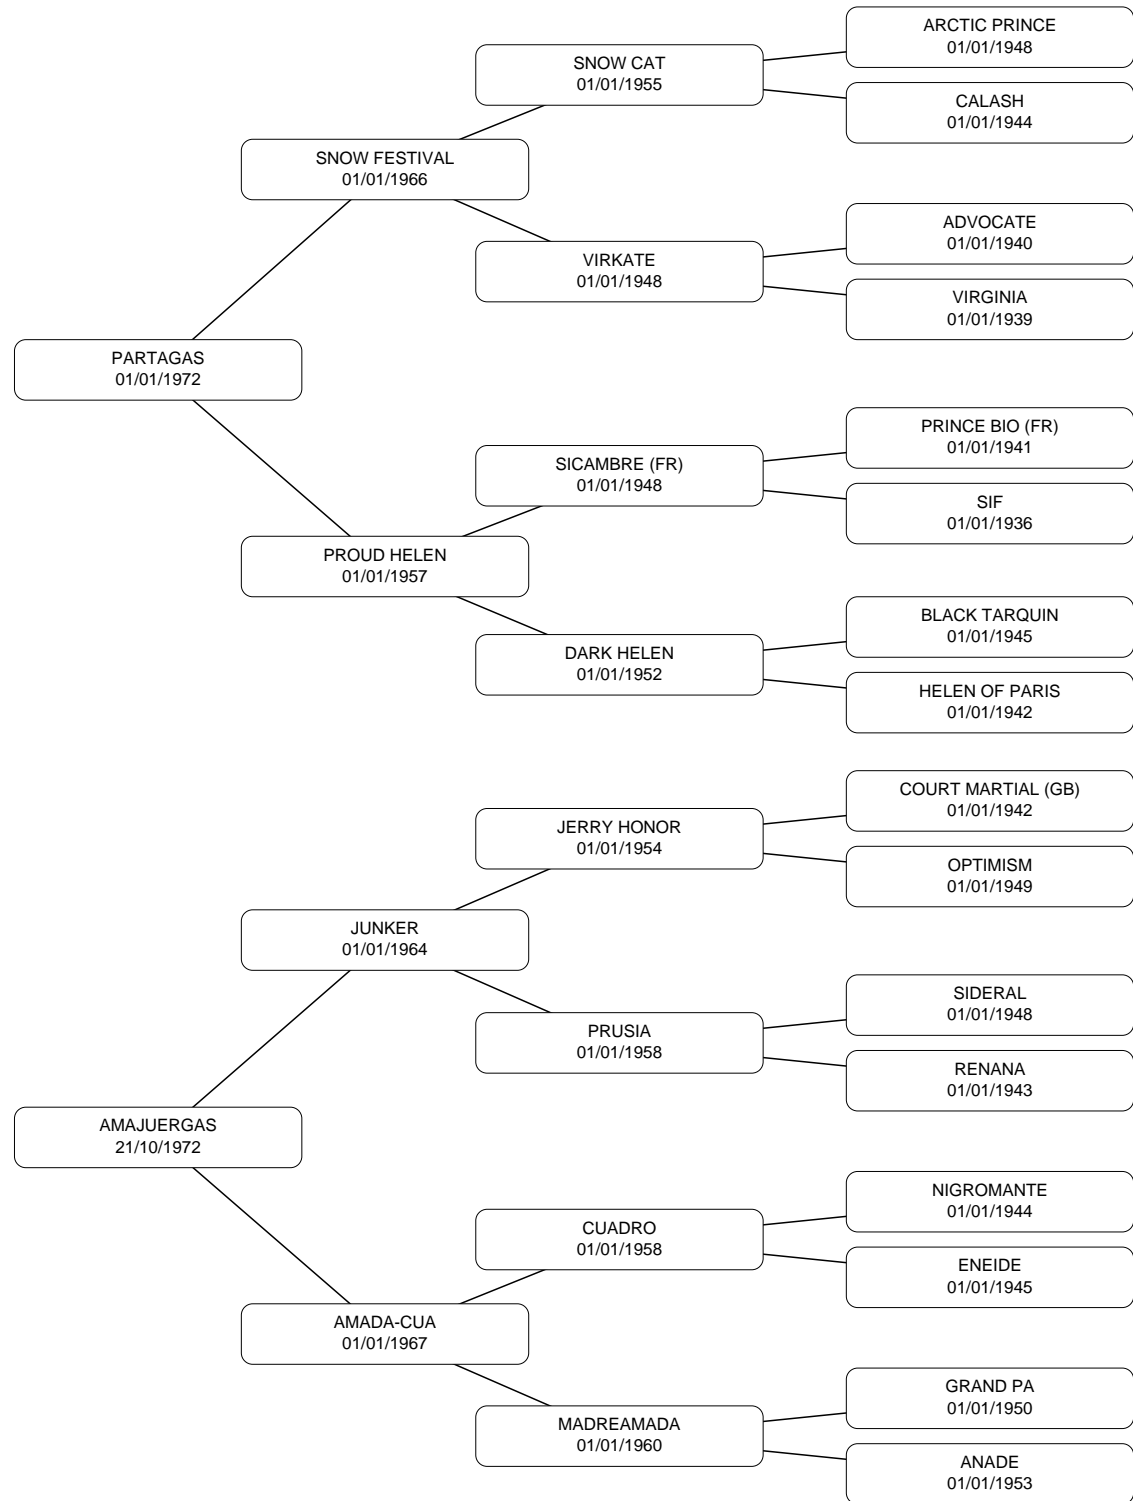 ARCTIC PRINCE
01/01/1948
SNOW CAT
01/01/1955
CALASH
01/01/1944
SNOW FESTIVAL
01/01/1966
ADVOCATE
01/01/1940
VIRKATE
01/01/1948
VIRGINIA
01/01/1939
PARTAGAS
01/01/1972
PRINCE BIO (FR)
01/01/1941
SICAMBRE (FR)
01/01/1948
SIF
01/01/1936
PROUD HELEN
01/01/1957
BLACK TARQUIN
01/01/1945
DARK HELEN
01/01/1952
HELEN OF PARIS
01/01/1942
COURT MARTIAL (GB)
01/01/1942
JERRY HONOR
01/01/1954
OPTIMISM
01/01/1949
JUNKER
01/01/1964
SIDERAL
01/01/1948
PRUSIA
01/01/1958
RENANA
01/01/1943
AMAJUERGAS
21/10/1972
NIGROMANTE
01/01/1944
CUADRO
01/01/1958
ENEIDE
01/01/1945
AMADA-CUA
01/01/1967
GRAND PA
01/01/1950
MADREAMADA
01/01/1960
ANADE
01/01/1953